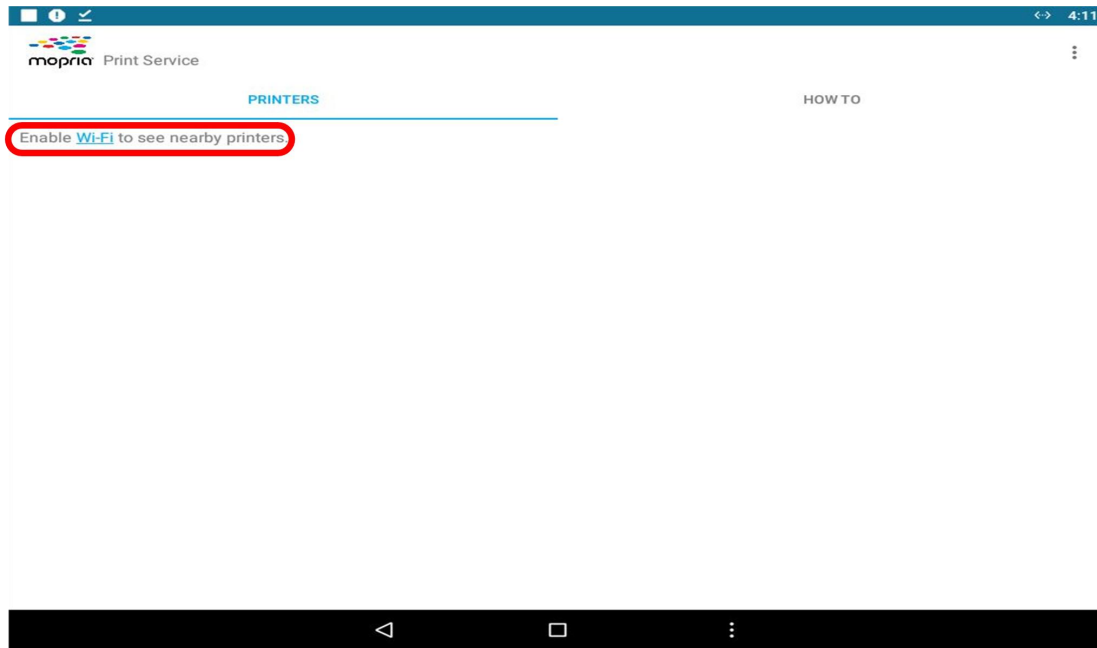 4:11
mopria Print Service
PRINTERS
HOW TO
Enable Wi-Fi to see nearby printers.